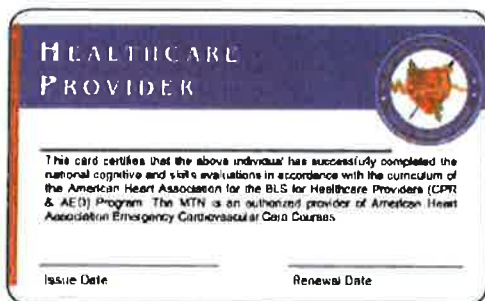 HEALTHCARE
PROVIDER
This card certifies that the above individual has successfully completed the
national cognitive and skills evaluations in accordance with the curriculum of
the American Heart Association for the BLS for Healthcare Providers (CPR
& AED) Program. The MTN is an authorized provider of American Heart
Association Emergency Cardiovascular Care Courses
Issue Date
Renewal Date